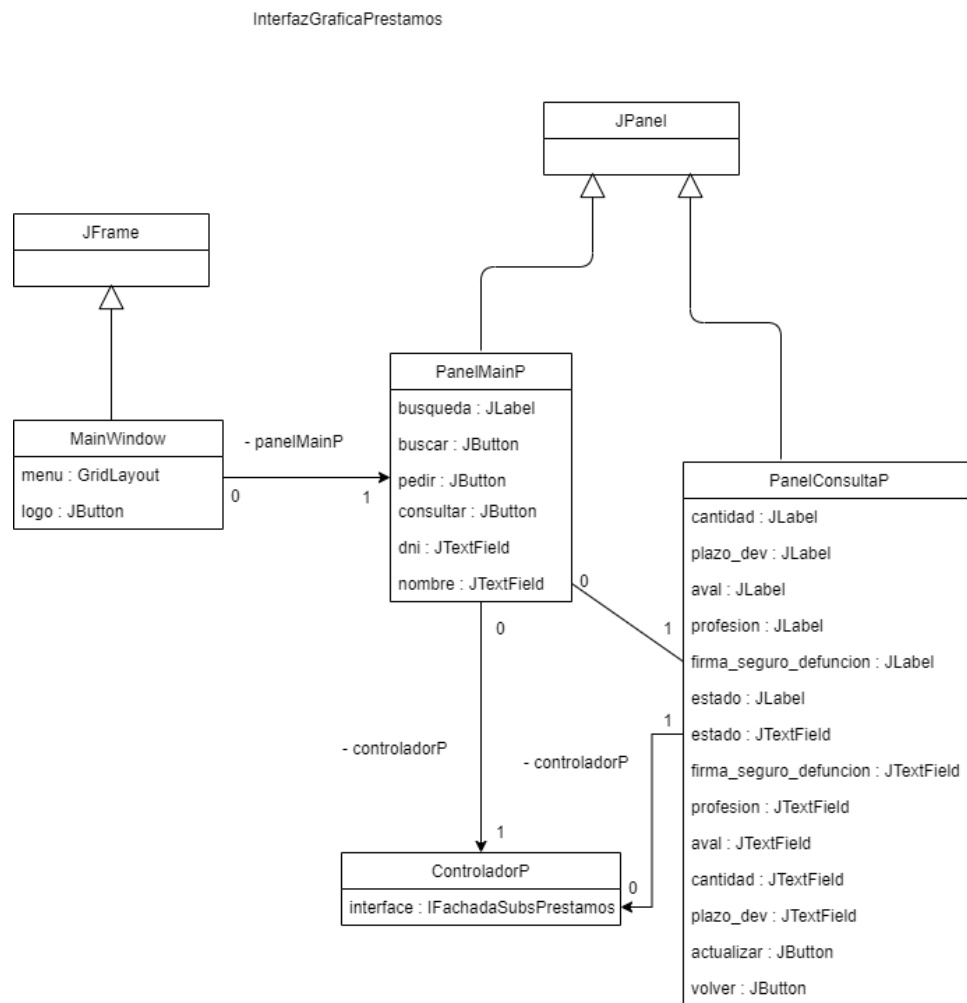 InterfazGraficaPrestamos
JPanel
JFrame
PanelMainP
busqueda : JLabel
buscar : JButton
pedir : JButton
consultar : JButton
dni : JTextField
nombre : JTextField
MainWindow
menu : GridLayout
logo : JButton
- panelMainP
0
1
PanelConsultaP
cantidad : JLabel
plazo_dev : JLabel
aval : JLabel
profesion : JLabel
firma_seguro_defuncion : JLabel
estado : JLabel
estado : JTextField
firma_seguro_defuncion : JTextField
profesion : JTextField
aval : JTextField
cantidad : JTextField
plazo_dev : JTextField
actualizar : JButton
volver : JButton
0
1
0
1
- controladorP
- controladorP
1
0
ControladorP
interface : IFachadaSubsPrestamos